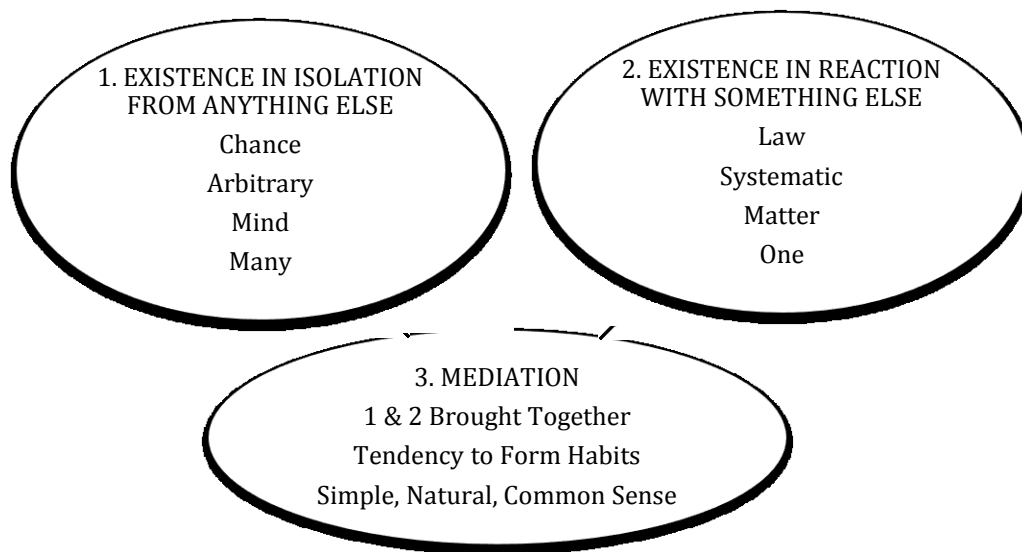 1. EXISTENCE IN ISOLATION
FROM ANYTHING ELSE
Chance
Arbitrary
Mind
Many
2. EXISTENCE IN REACTION
WITH SOMETHING ELSE
Law
Systematic
Matter
One
3. MEDIATION
1 & 2 Brought Together
Tendency to Form Habits
Simple, Natural, Common Sense